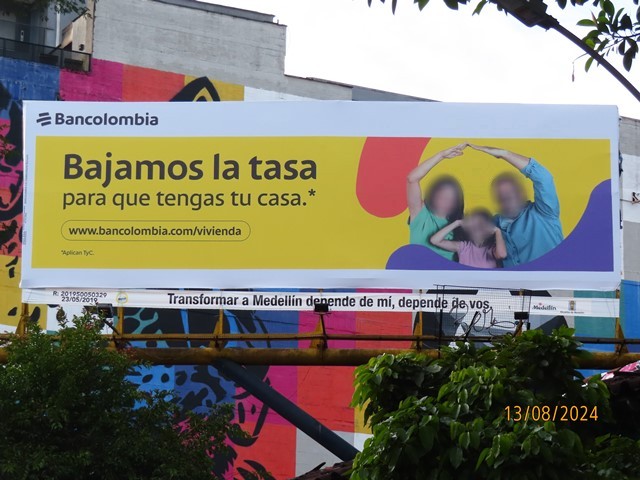 Bancolombia
Bajamos la tasa
para que tengas tu casa.*
www.bancolombia.com/vivienda
*Aplican TyC.
R: 201950050329
23/05/2019
Transformar a Medellín depende de mí, depende de vos.
Medellín
13/08/2024